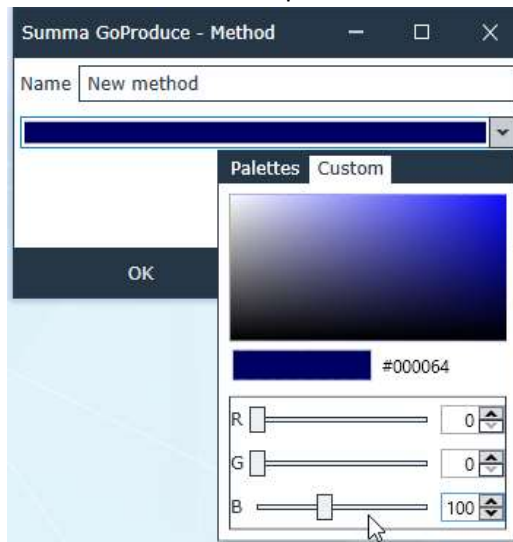 Summa GoProduce - Method
Name New method
Palettes Custom
OK
#000064
R 0
G 0
B 100